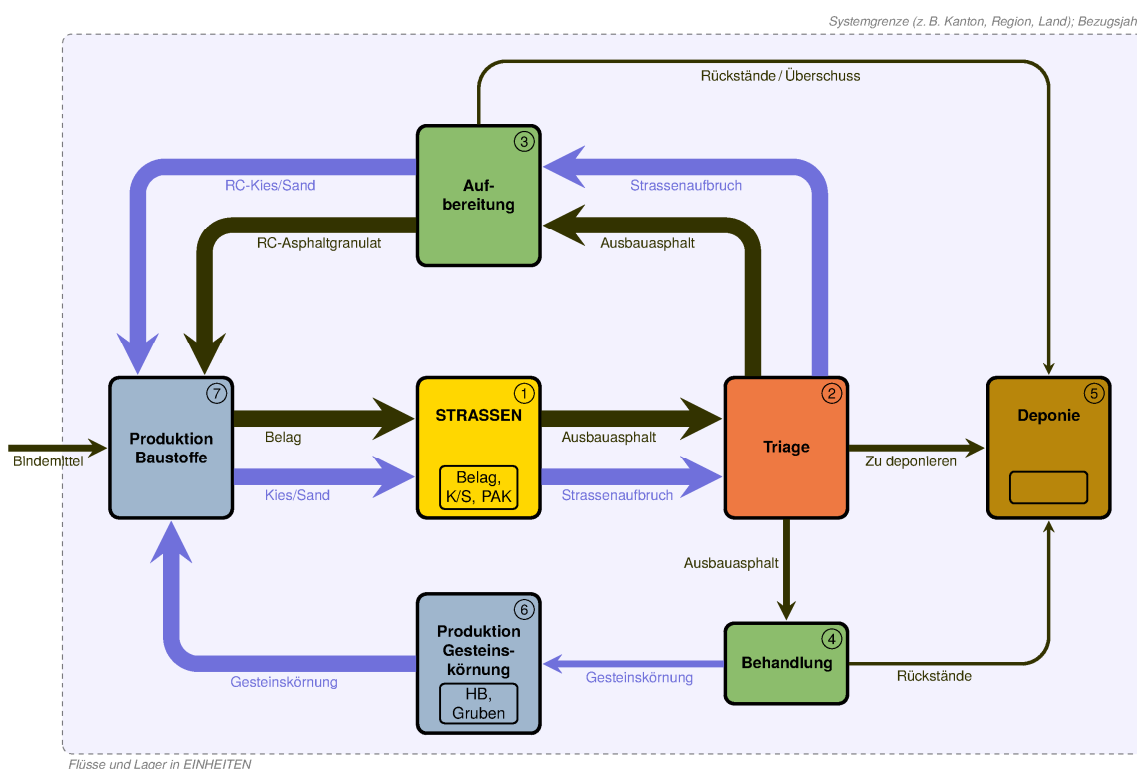 Systemgrenze (z. B. Kanton, Region, Land); Bezugsjah
Rückstände / Überschuss
3
Auf-
bereitung
RC-Kies/Sand
Strassenaufbruch
RC-Asphaltgranulat
Ausbauasphalt
7
Produktion
Baustoffe
Bindemittel
Belag
Kies/Sand
1
STRASSEN
Belag,
K/S, PAK
Ausbauasphalt
Strassenaufbruch
2
Triage
Zu deponieren
5
Deponie
Ausbauasphalt
6
Produktion
Gesteins-
körnung
HB,
Gruben
Gesteinskörnung
Gesteinskörnung
4
Behandlung
Rückstände
Flüsse und Lager in EINHEITEN